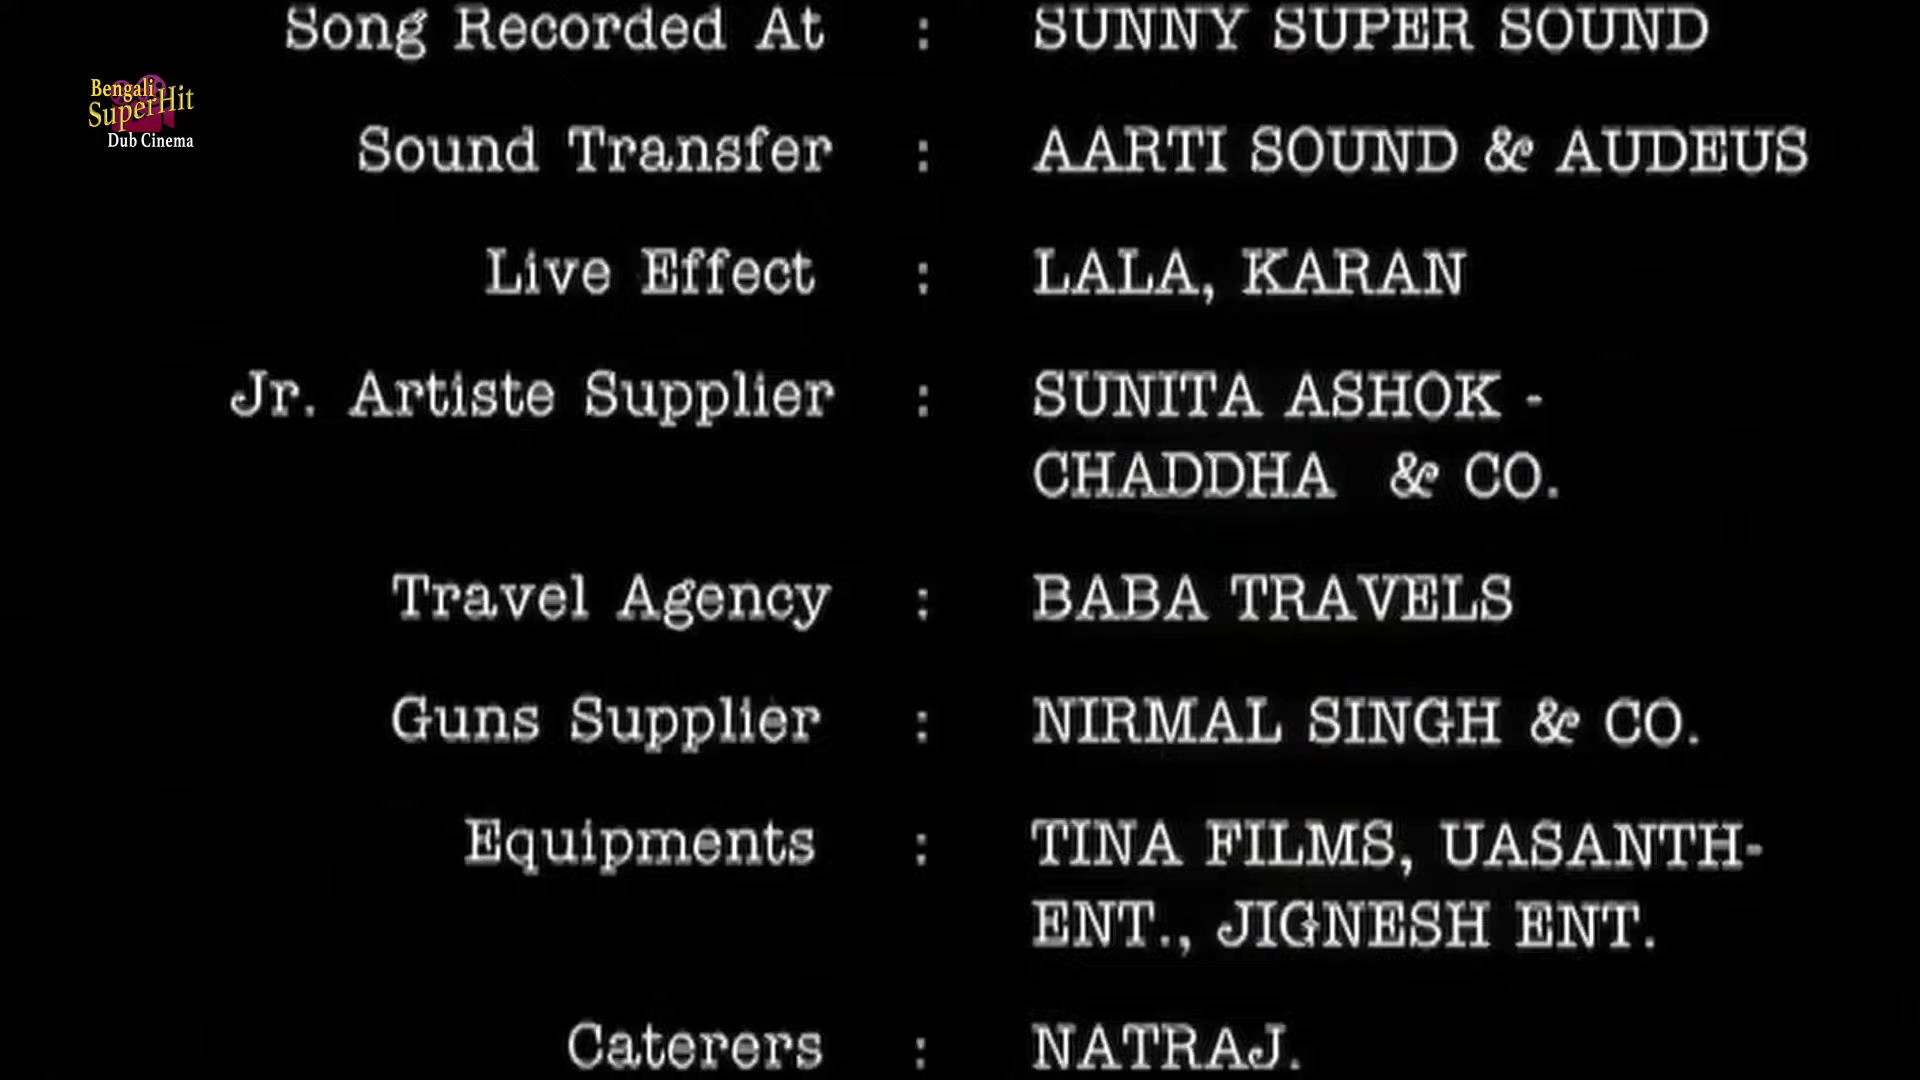 Song Recorded At : SUNNY SUPER SOUND
Bengali
SuperHit
Dub Cinema
Sound Transfer : AARTI SOUND & AUDEUS
Live Effect : LALA, KARAN
Jr. Artiste Supplier : SUNITA ASHOK -
CHADDHA & CO.
Travel Agency : BABA TRAVELS
Guns Supplier : NIRMAL SINGH & CO.
Equipments : TINA FILMS, UASANTH-
ENT., JIGNESH ENT.
Caterers : NATRAJ.